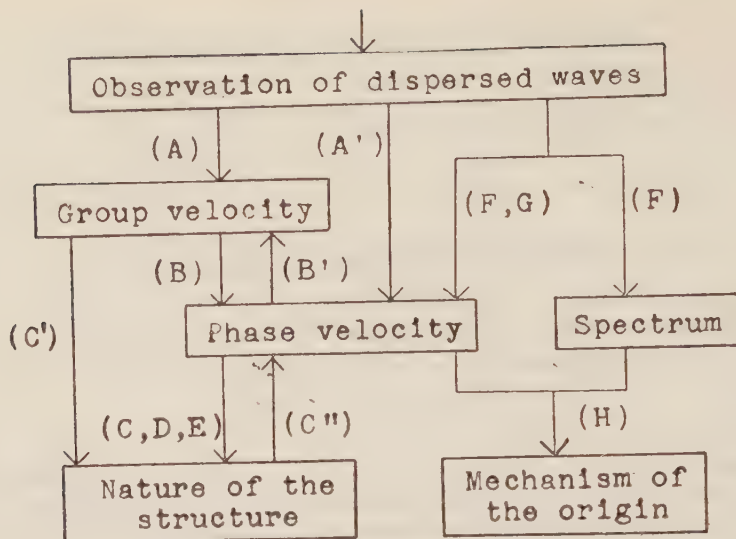 Observation of dispersed waves
(A)
(A')
Group velocity
(F,G)
(F)
(B)
(B')
(C')
Phase velocity
Spectrum
(C,D,E)
(C")
(H)
Nature of the
structure
Mechanism of
the origin